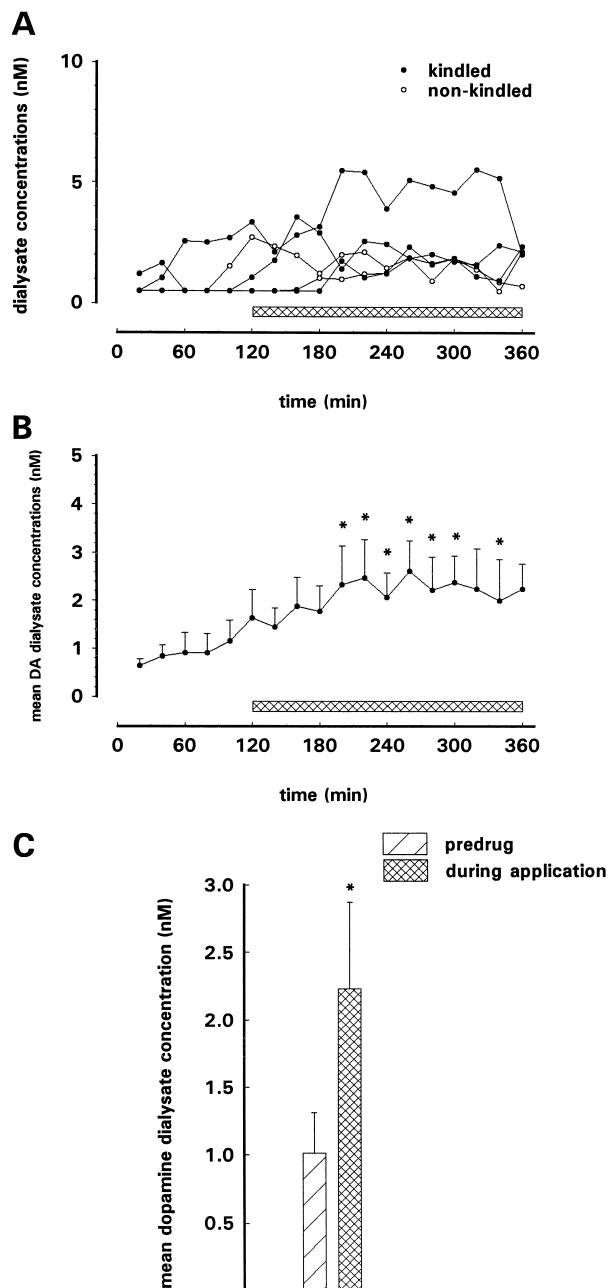 A
dialysate concentrations (nM)
10
5
0
kindled
non-kindled
0 60 120 180 240 300 360
time (min)
B
mean DA dialysate concentrations (nM)
5
4
3
2
1
0
* * * * * * *
0 60 120 180 240 300 360
time (min)
C
predrug
during application
mean dopamine dialysate concentration (nM)
3.0
2.5
2.0
1.5
1.0
0.5
*